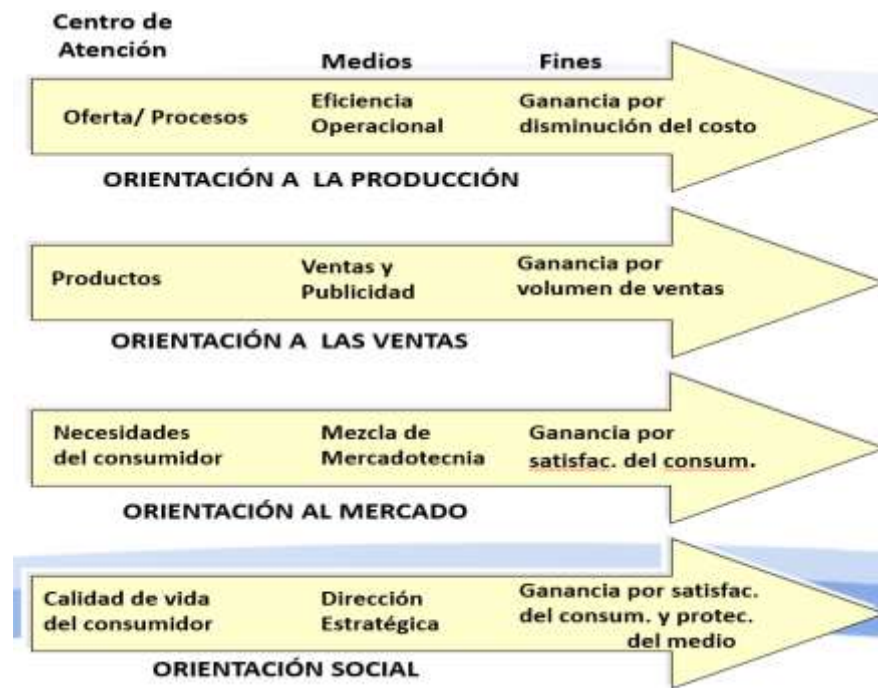 Centro de
Atención
Medios
Fines
Oferta/ Procesos
Eficiencia
Operacional
Ganancia por
disminución del costo
ORIENTACIÓN A LA PRODUCCIÓN
Productos
Ventas y
Publicidad
Ganancia por
volumen de ventas
ORIENTACIÓN A LAS VENTAS
Necesidades
del consumidor
Mezcla de
Mercadotecnia
Ganancia por
satisfac. del consum.
ORIENTACIÓN AL MERCADO
Calidad de vida
del consumidor
Dirección
Estratégica
Ganancia por satisfac.
del consum. y protec.
del medio
ORIENTACIÓN SOCIAL